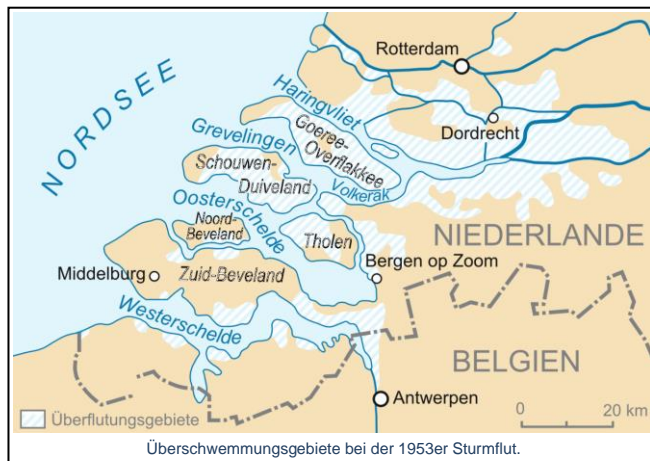 NORDSEE
Rotterdam
Haringvliet
Dordrecht
Goeree-
Overflakkee
Grevelingen
Schouwen-
Duiveland
Volkerak
Oosterschelde
Noord-
Beveland
Tholen
NIEDERLANDE
Bergen op Zoom
Middelburg
Zuid-Beveland
Westerschelde
BELGIEN
Antwerpen
Überflutungsgebiete
0 20 km
Überschwemmungsgebiete bei der 1953er Sturmflut.